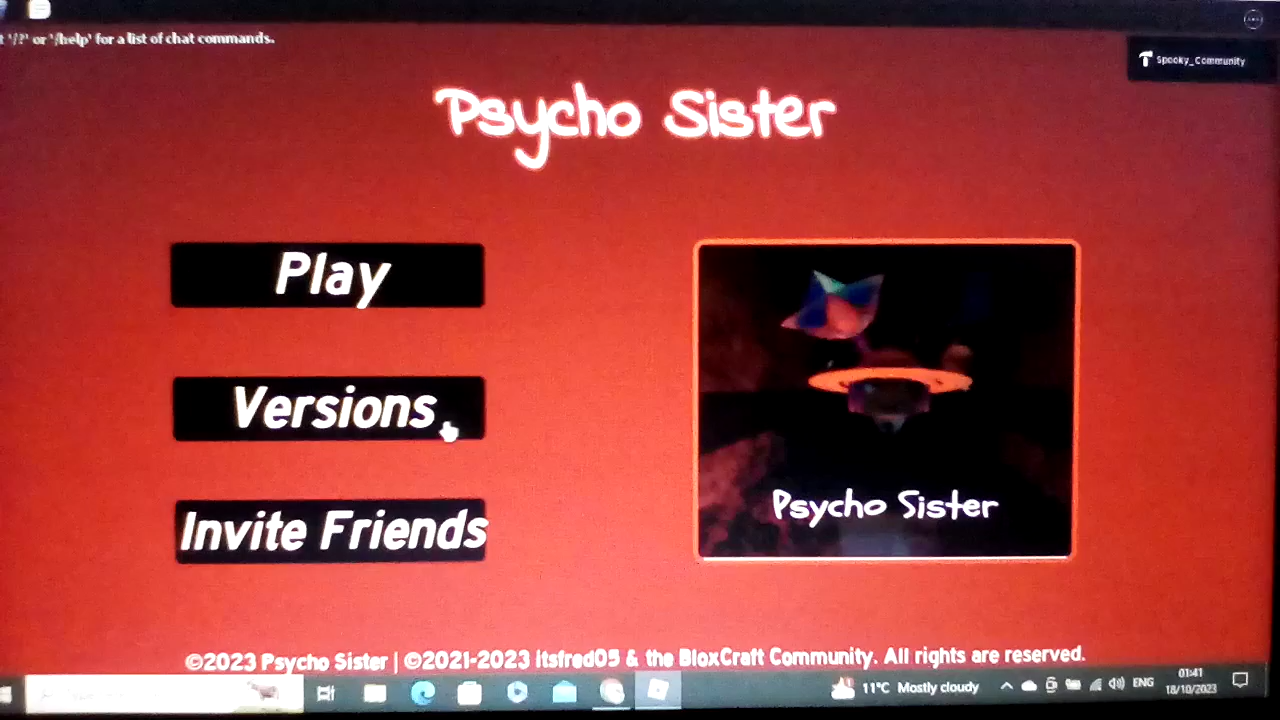 '/?' or '/help' for a list of chat commands.
Spooky_Community
Psycho Sister
Play
Versions
Invite Friends
Psycho Sister
©2023 Psycho Sister | ©2021-2023 itsfred05 & the BloxCraft Community. All rights are reserved.
11°C Mostly cloudy
ENG
01:41
18/10/2023